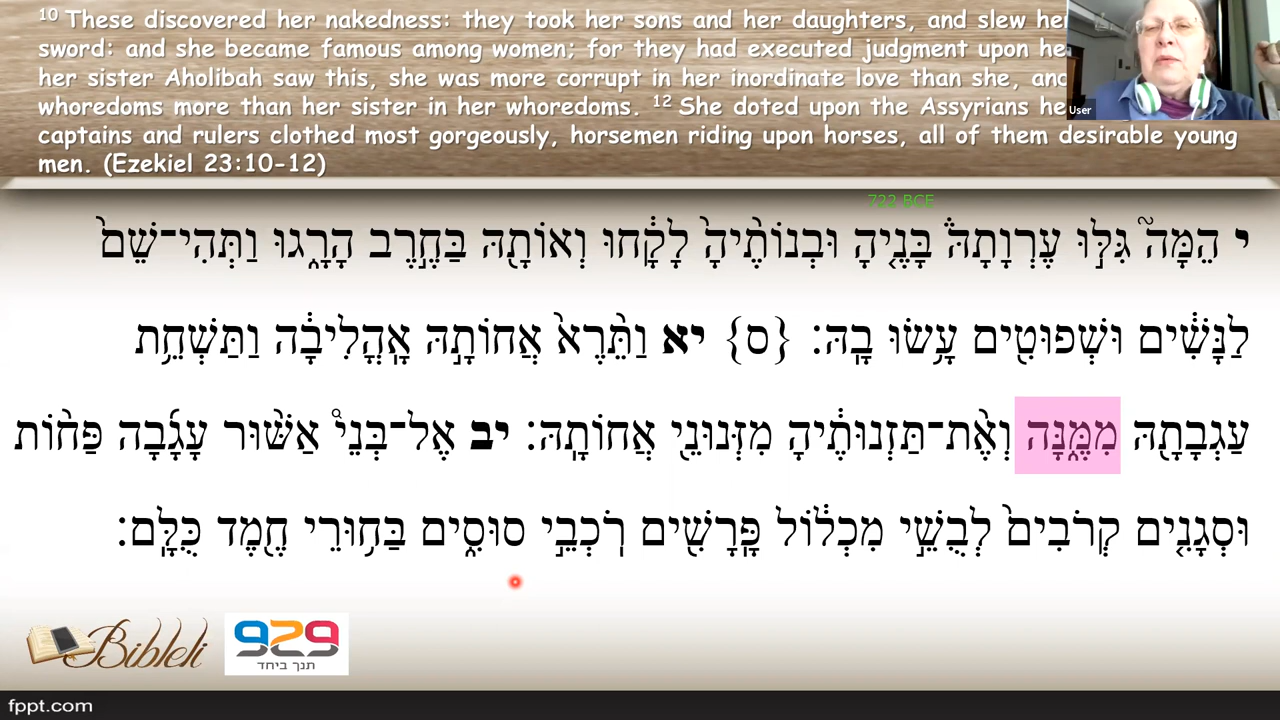 ¹⁰ These discovered her nakedness: they took her sons and her daughters, and slew her
sword: and she became famous among women; for they had executed judgment upon he
her sister Aholibah saw this, she was more corrupt in her inordinate love than she, and
whoredoms more than her sister in her whoredoms. ¹² She doted upon the Assyrians he
captains and rulers clothed most gorgeously, horsemen riding upon horses, all of them desirable young
men. (Ezekiel 23:10-12)
User
722 BCE
י הֵמָּה֮ גִּלּ֣וּ עֶרְוָתָהּ֒ בָּנֶ֤יהָ וּבְנוֹתֶ֙יהָ֙ לָקָ֔חוּ וְאוֹתָ֖הּ בַּחֶ֣רֶב הָרָ֑גוּ וַתְּהִי־שֵׁם֙
לַנָּשִׁ֔ים וּשְׁפוּטִ֖ים עָ֥שׂוּ בָֽהּ׃ {ס} יא וַתֵּ֙רֶא֙ אֲחוֹתָ֣הּ אׇהֳלִיבָ֔ה וַתַּשְׁחֵ֥ת
עַגְבָתָ֖הּ מִמֶּ֑נָּה וְאֶ֨ת־תַּזְנוּתֶ֔יהָ מִזְּנוּנֵ֖י אֲחוֹתָֽהּ׃ יב אֶל־בְּנֵי֩ אַשּׁ֨וּר עָגָ֜בָה פַּח֨וֹת
וּסְגָנִ֤ים קְרֹבִים֙ לְבֻשֵׁ֣י מִכְל֔וֹל פָּרָשִׁ֖ים רֹכְבֵ֣י סוּסִ֑ים בַּח֥וּרֵי חֶ֖מֶד כֻּלָּֽם׃
Bibleli
929
תנך ביחד
fppt.com